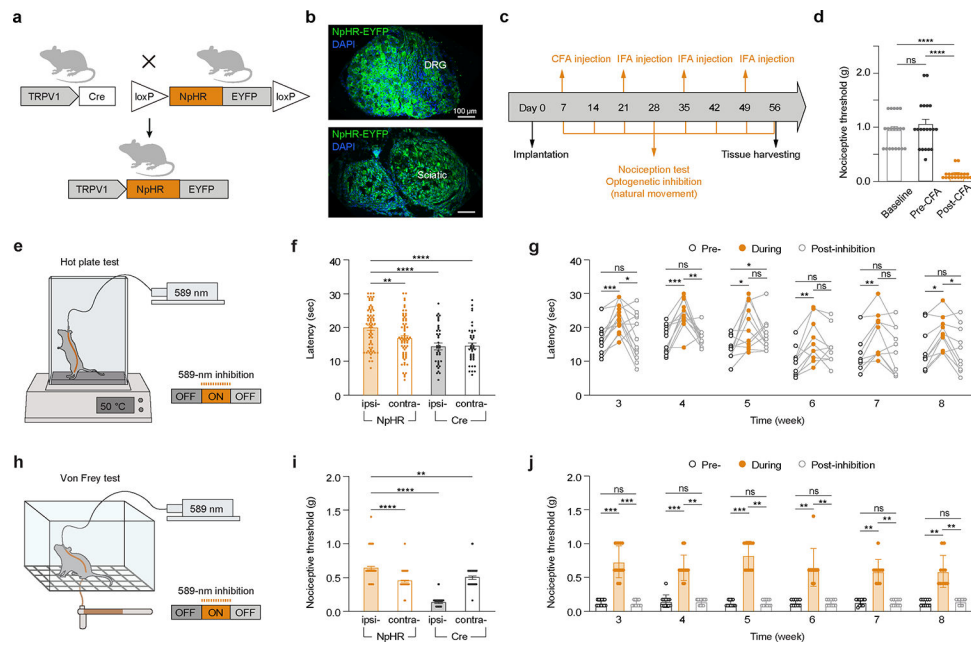 a
TRPV1
Cre
×
loxP
NpHR
EYFP
loxP
TRPV1
NpHR
EYFP
b
NpHR-EYFP
DAPI
DRG
100 µm
NpHR-EYFP
DAPI
Sciatic
c
CFA injection
IFA injection
IFA injection
IFA injection
Day 0
7
14
21
28
35
42
49
56
Implantation
Tissue harvesting
Nociception test
Optogenetic inhibition
(natural movement)
d
****
****
ns
Nociceptive threshold (g)
2.5
2.0
1.5
1.0
0.5
0.0
Baseline
Pre-CFA
Post-CFA
e
Hot plate test
589 nm
50 °C
589-nm inhibition
OFF
ON
OFF
f
****
****
**
Latency (sec)
40
30
20
10
0
ipsi-
contra-
ipsi-
contra-
NpHR
Cre
g
Pre-
During
Post-inhibition
ns
***
*
ns
***
**
*
*
ns
ns
**
ns
ns
**
ns
ns
*
*
Latency (sec)
40
30
20
10
0
3
4
5
6
7
8
Time (week)
h
Von Frey test
589 nm
589-nm inhibition
OFF
ON
OFF
i
**
****
****
Nociceptive threshold (g)
2.0
1.5
1.0
0.5
0.0
ipsi-
contra-
ipsi-
contra-
NpHR
Cre
j
Pre-
During
Post-inhibition
ns
***
***
ns
***
**
ns
***
**
ns
**
**
ns
**
**
ns
**
**
Nociceptive threshold (g)
2.0
1.5
1.0
0.5
0.0
3
4
5
6
7
8
Time (week)